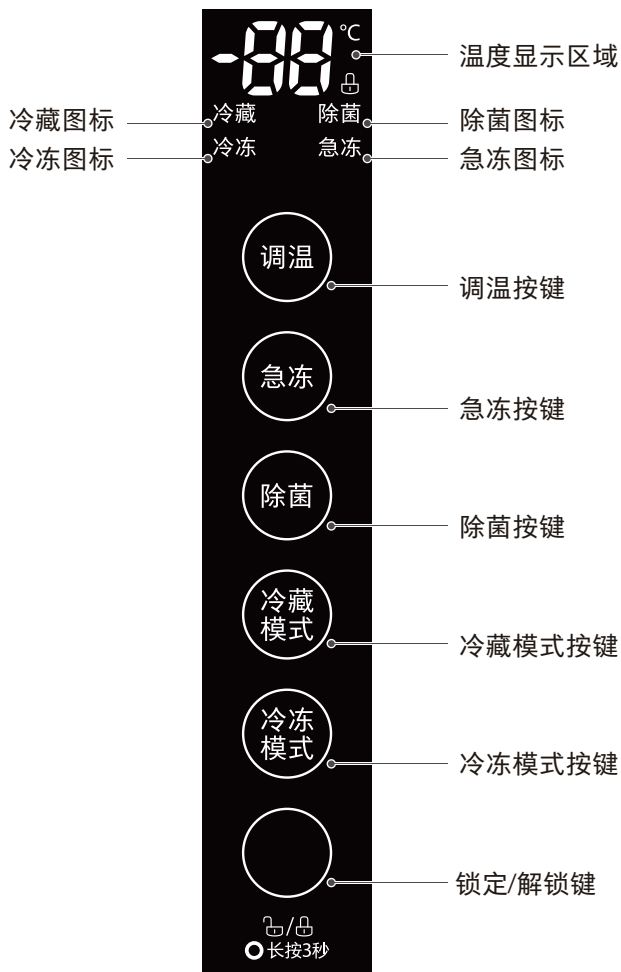 -88 ℃
温度显示区域
冷藏图标
冷藏
除菌
除菌图标
冷冻图标
冷冻
急冻
急冻图标
调温
调温按键
急冻
急冻按键
除菌
除菌按键
冷藏
模式
冷藏模式按键
冷冻
模式
冷冻模式按键
锁定/解锁键
/
长按3秒